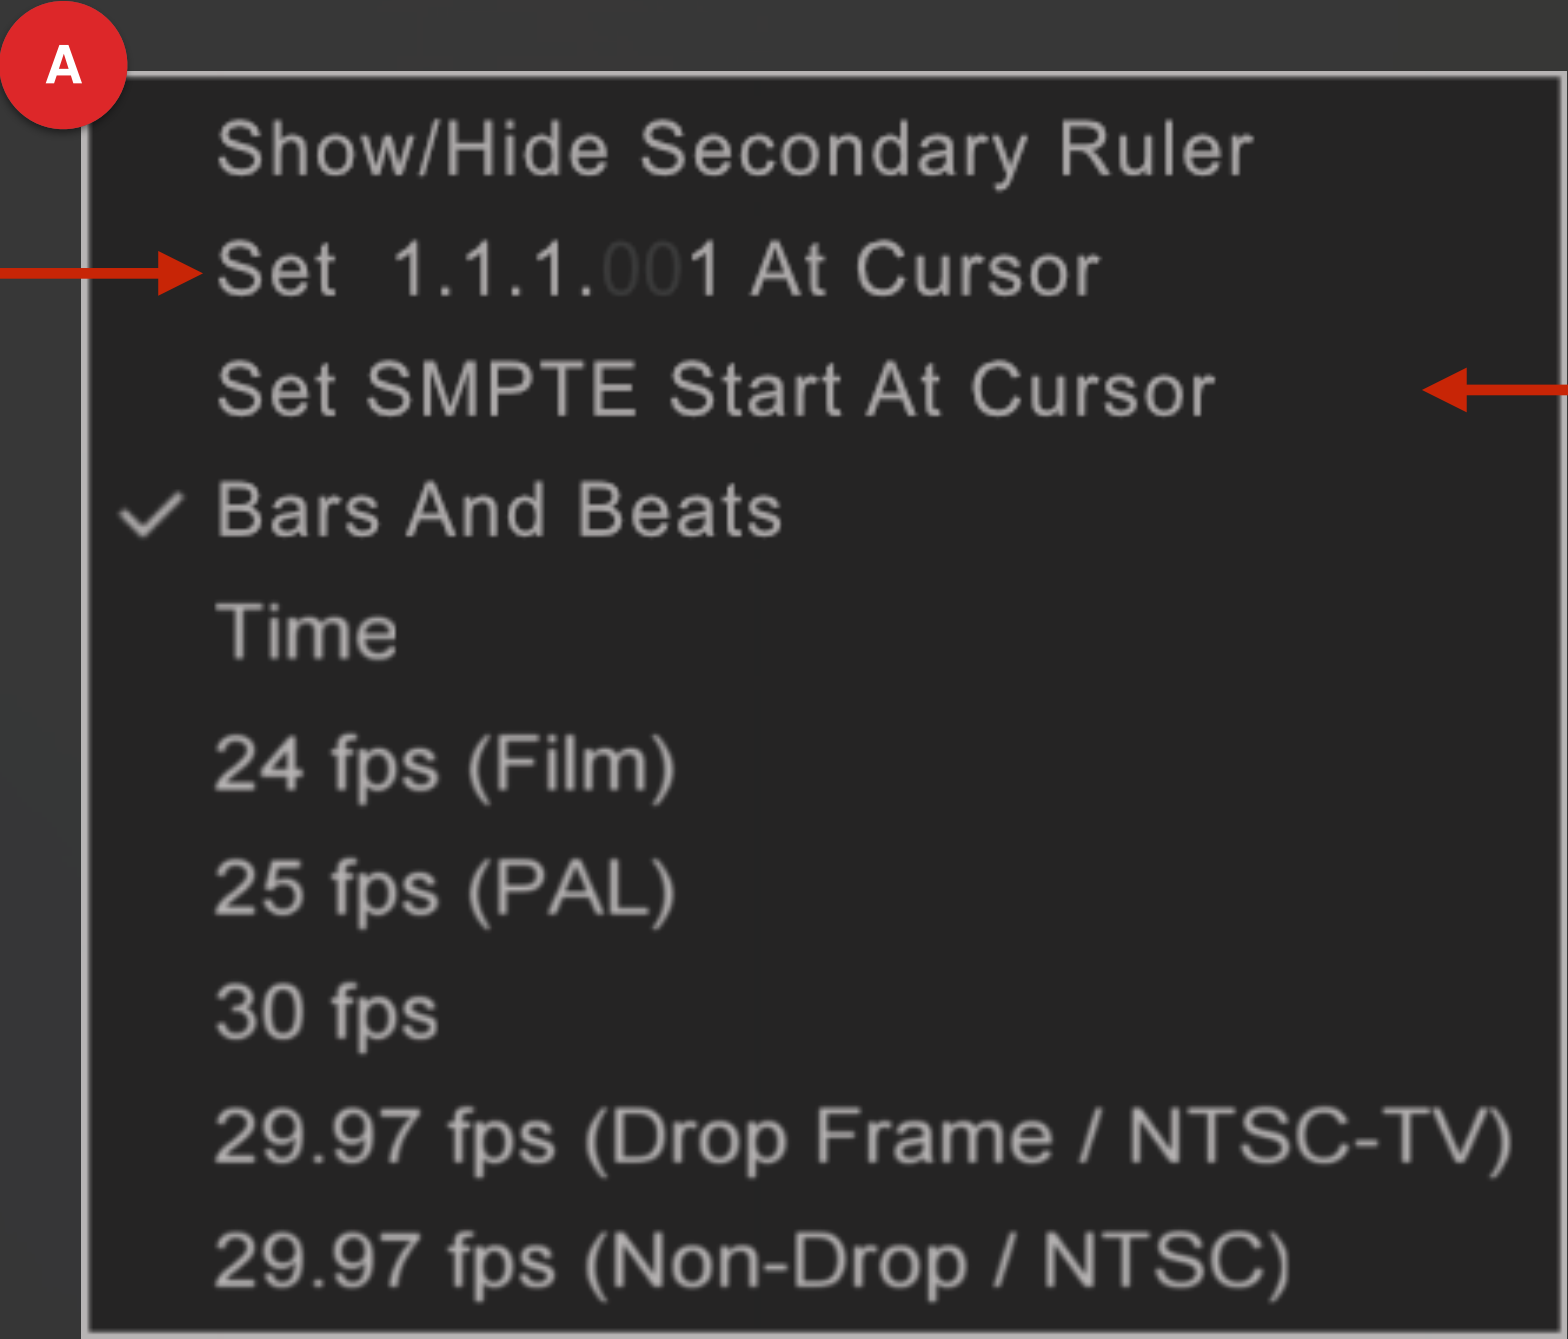 A
Show/Hide Secondary Ruler
Set 1.1.1.001 At Cursor
Set SMPTE Start At Cursor
Bars And Beats
Time
24 fps (Film)
25 fps (PAL)
30 fps
29.97 fps (Drop Frame / NTSC-TV)
29.97 fps (Non-Drop / NTSC)